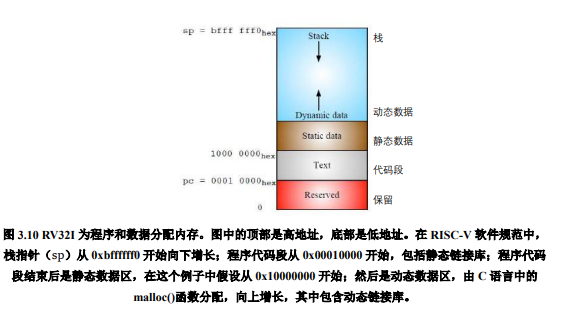 sp = bfff fff0hex
Stack
栈
Dynamic data
动态数据
Static data
静态数据
1000 0000hex
Text
代码段
pc = 0001 0000hex
Reserved
保留
0
图 3.10 RV32I 为程序和数据分配内存。图中的顶部是高地址，底部是低地址。在 RISC-V 软件规范中，
栈指针（sp）从 0xbffffff0 开始向下增长；程序代码段从 0x00010000 开始，包括静态链接库；程序代码
段结束后是静态数据区，在这个例子中假设从 0x10000000 开始；然后是动态数据区，由 C 语言中的
malloc()函数分配，向上增长，其中包含动态链接库。